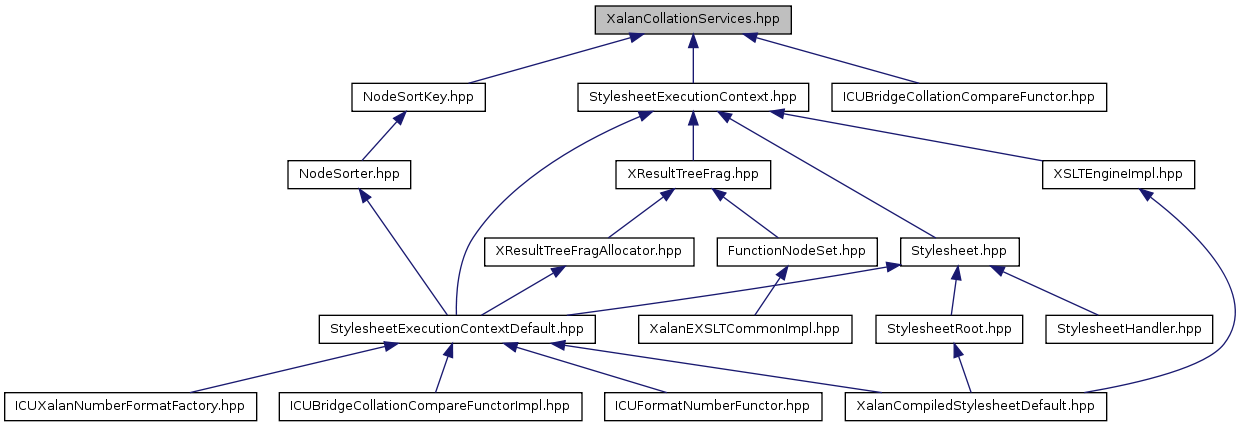 XalanCollationServices.hpp
NodeSortKey.hpp
StylesheetExecutionContext.hpp
ICUBridgeCollationCompareFunctor.hpp
NodeSorter.hpp
XResultTreeFrag.hpp
XSLTEngineImpl.hpp
XResultTreeFragAllocator.hpp
FunctionNodeSet.hpp
Stylesheet.hpp
StylesheetExecutionContextDefault.hpp
XalanEXSLTCommonImpl.hpp
StylesheetRoot.hpp
StylesheetHandler.hpp
ICUXalanNumberFormatFactory.hpp
ICUBridgeCollationCompareFunctorImpl.hpp
ICUFormatNumberFunctor.hpp
XalanCompiledStylesheetDefault.hpp